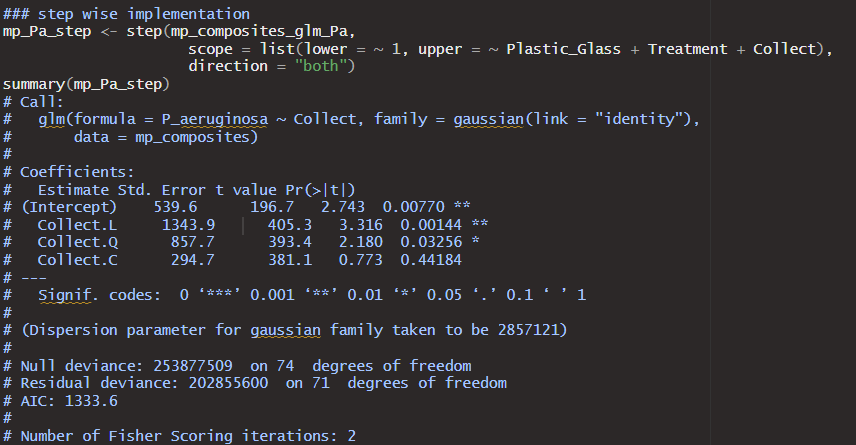 ### step wise implementation
mp_Pa_step <- step(mp_composites_glm_Pa,
                     scope = list(lower = ~ 1, upper = ~ Plastic_Glass + Treatment + Collect),
                     direction = "both")
summary(mp_Pa_step)
# Call:
#   glm(formula = P_aeruginosa ~ Collect, family = gaussian(link = "identity"),
#       data = mp_composites)
#
# Coefficients:
#   Estimate Std. Error t value Pr(>|t|)
# (Intercept)    539.6      196.7   2.743  0.00770 **
#   Collect.L     1343.9      405.3   3.316  0.00144 **
#   Collect.Q      857.7      393.4   2.180  0.03256 *
#   Collect.C      294.7      381.1   0.773  0.44184
# ---
#   Signif. codes:  0 ‘***’ 0.001 ‘**’ 0.01 ‘*’ 0.05 ‘.’ 0.1 ‘ ’ 1
#
# (Dispersion parameter for gaussian family taken to be 2857121)
#
# Null deviance: 253877509  on 74  degrees of freedom
# Residual deviance: 202855600  on 71  degrees of freedom
# AIC: 1333.6
#
# Number of Fisher Scoring iterations: 2